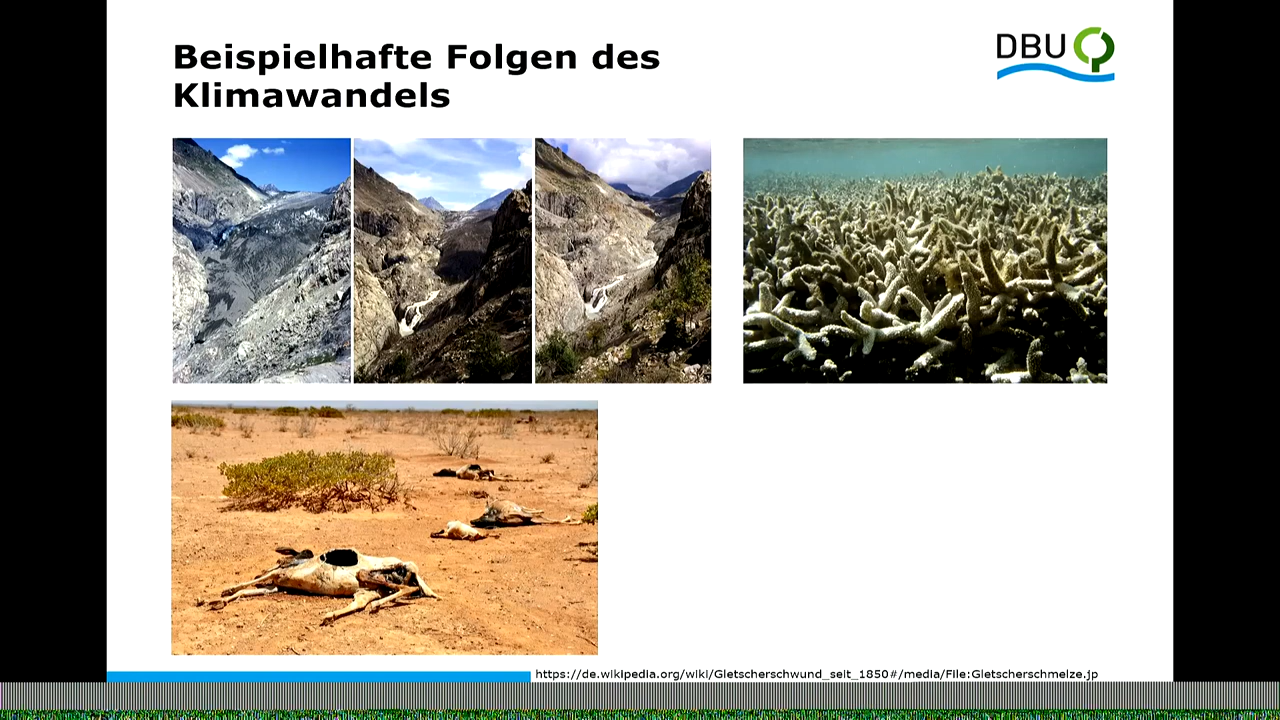 Beispielhafte Folgen des
Klimawandels
DBU
https://de.wikipedia.org/wiki/Gletscherschwund_seit_1850#/media/File:Gletscherschmelze.jp